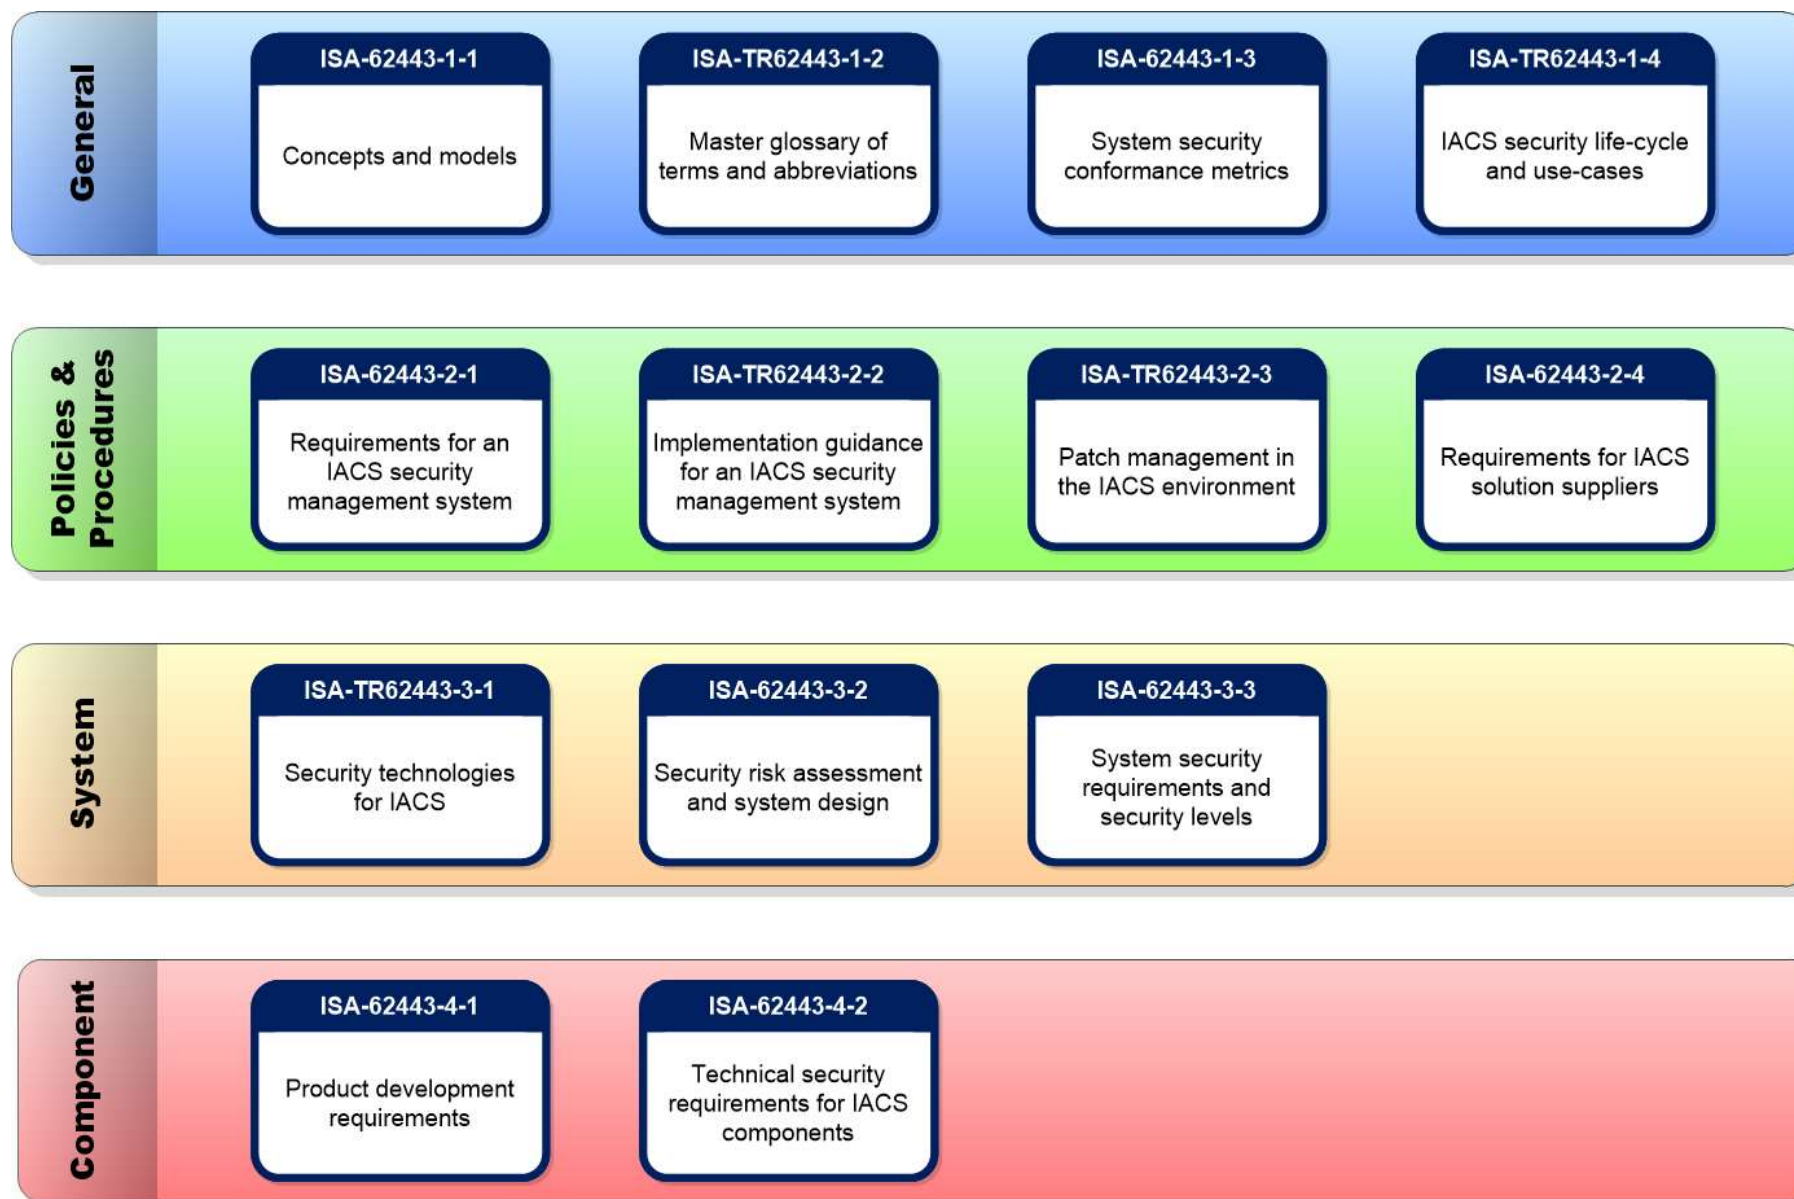 General
ISA-62443-1-1
Concepts and models
ISA-TR62443-1-2
Master glossary of
terms and abbreviations
ISA-62443-1-3
System security
conformance metrics
ISA-TR62443-1-4
IACS security life-cycle
and use-cases
Policies &
Procedures
ISA-62443-2-1
Requirements for an
IACS security
management system
ISA-TR62443-2-2
Implementation guidance
for an IACS security
management system
ISA-TR62443-2-3
Patch management in
the IACS environment
ISA-62443-2-4
Requirements for IACS
solution suppliers
System
ISA-TR62443-3-1
Security technologies
for IACS
ISA-62443-3-2
Security risk assessment
and system design
ISA-62443-3-3
System security
requirements and
security levels
Component
ISA-62443-4-1
Product development
requirements
ISA-62443-4-2
Technical security
requirements for IACS
components